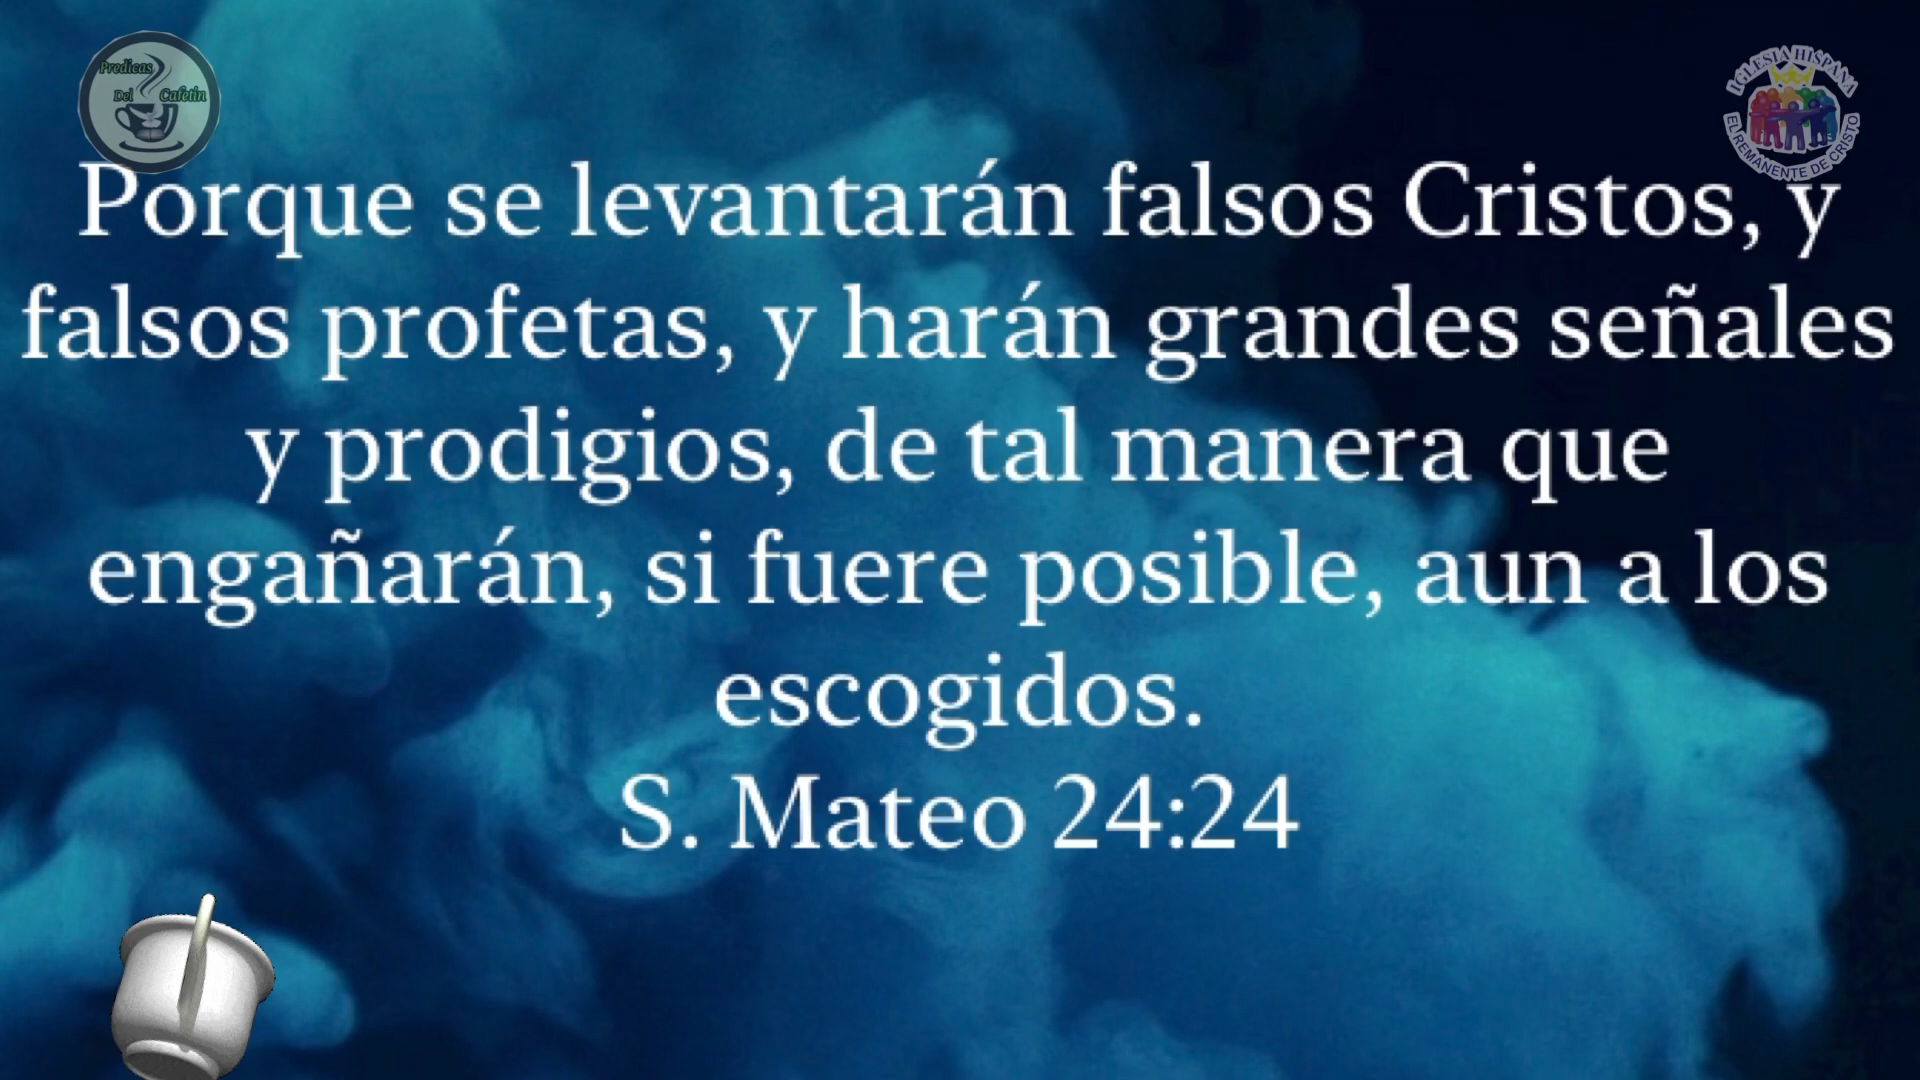 Predicas
Del Cafetin
IGLESIA HISPANA
EL REMANENTE DE CRISTO
Porque se levantarán falsos Cristos, y
falsos profetas, y harán grandes señales
y prodigios, de tal manera que
engañarán, si fuere posible, aun a los
escogidos.
S. Mateo 24:24